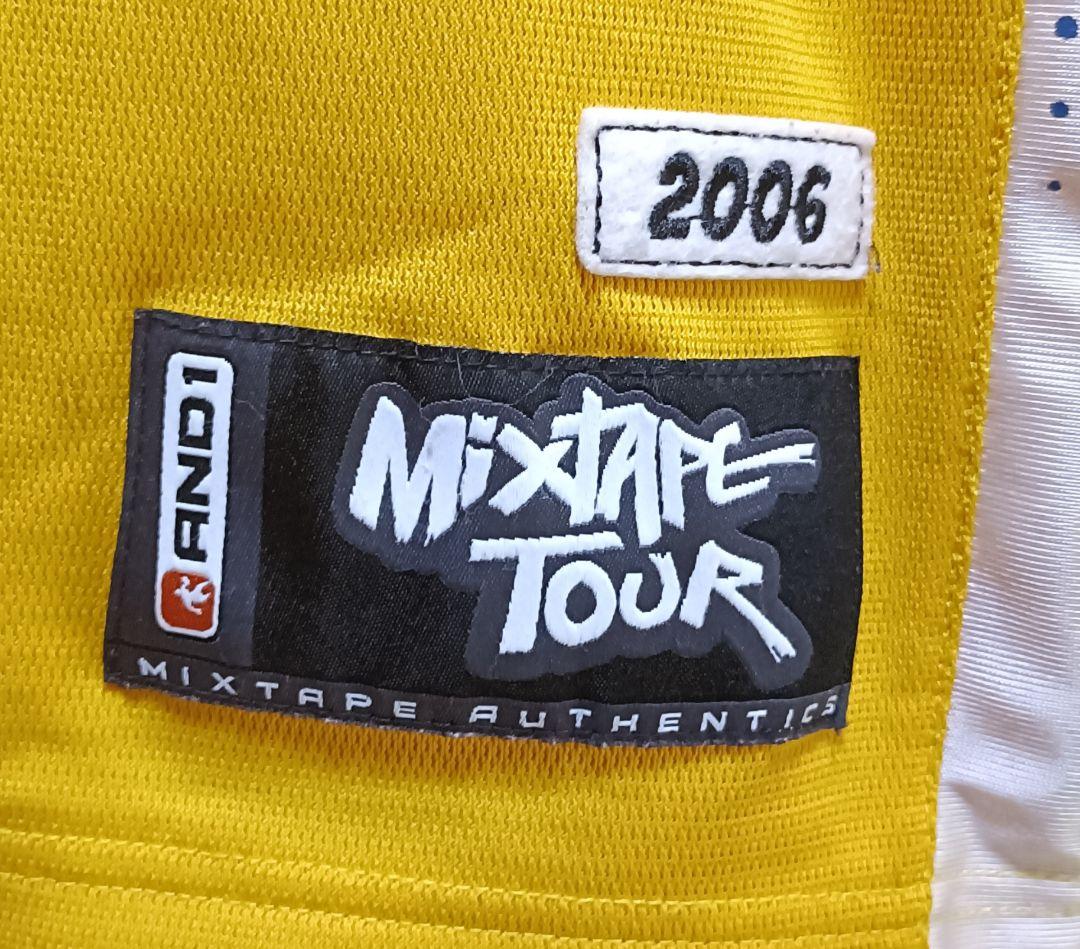 2006
AND1
MixTAPE
TOUR
MIXTAPE AUTHENTICS